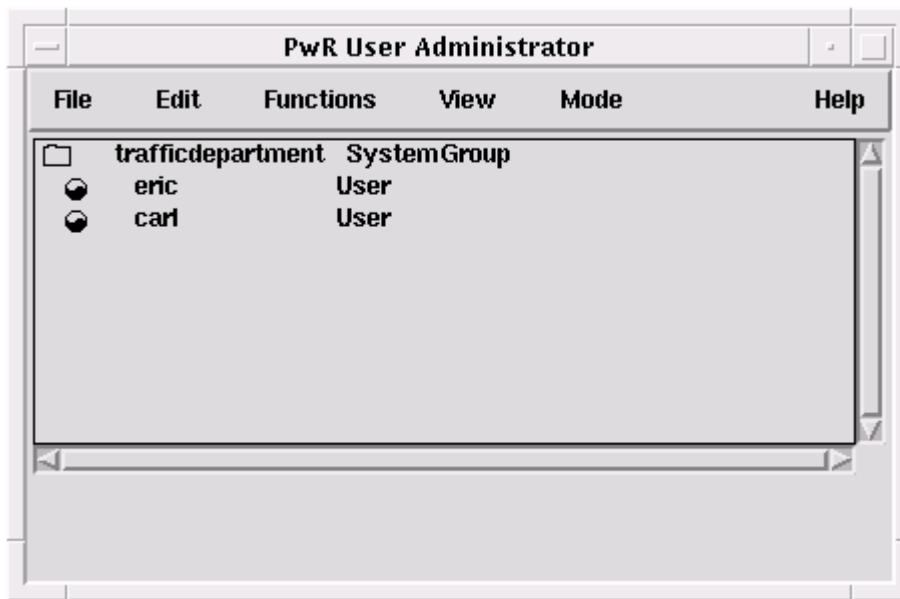 PwR User Administrator
File Edit Functions View Mode Help
trafficdepartment SystemGroup
eric User
carl User